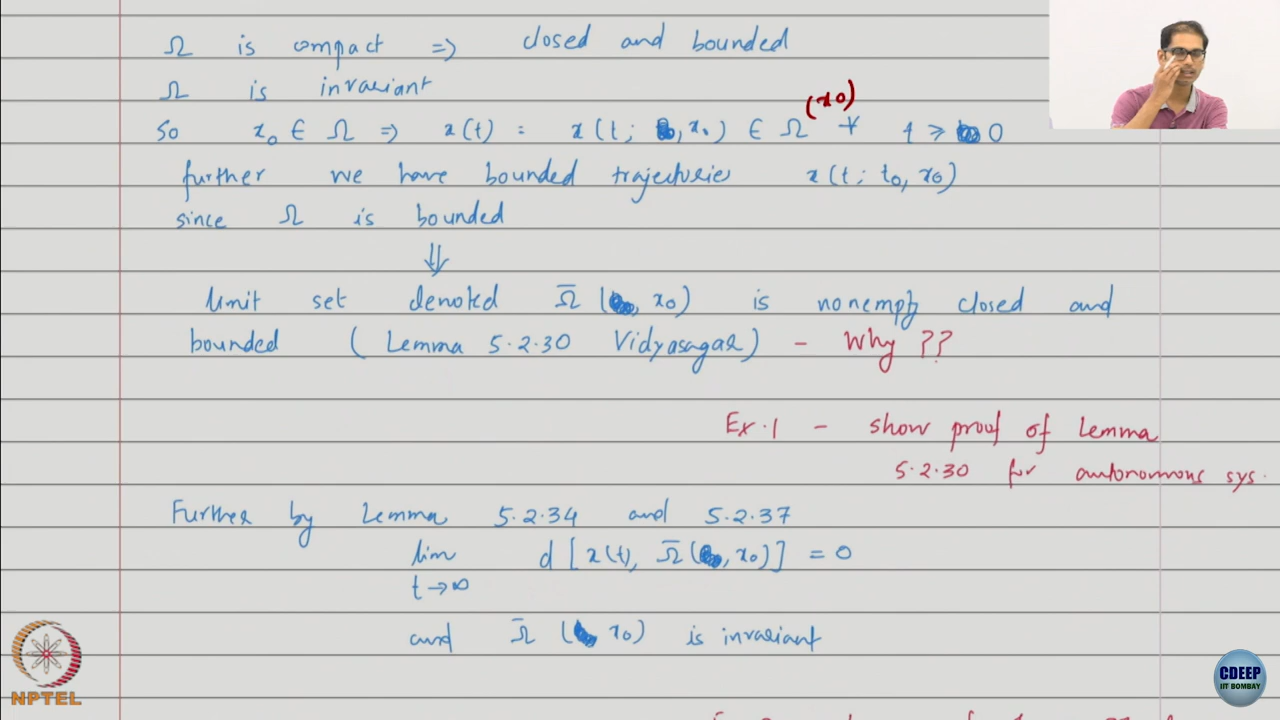 Ω is compact => closed and bounded
Ω is invariant
(x0)
so x₀ ∈ Ω => x(t) = x(t; , x₀) ∈ Ω ∀ t ≥ 0
further we have bounded trajectories x(t; t₀, x₀)
since Ω is bounded
⇓
limit set denoted Ω̄ ( , x₀) is nonempty closed and
bounded ( Lemma 5.2.30 Vidyasagar) - Why ??
Ex.1 - show proof of Lemma
5.2.30 for autonomous sys.
Further by Lemma 5.2.34 and 5.2.37
lim d [x(t), Ω̄( , x₀)] = 0
t → ∞
and Ω̄ ( x₀) is invariant
NPTEL
CDEEP
IIT BOMBAY